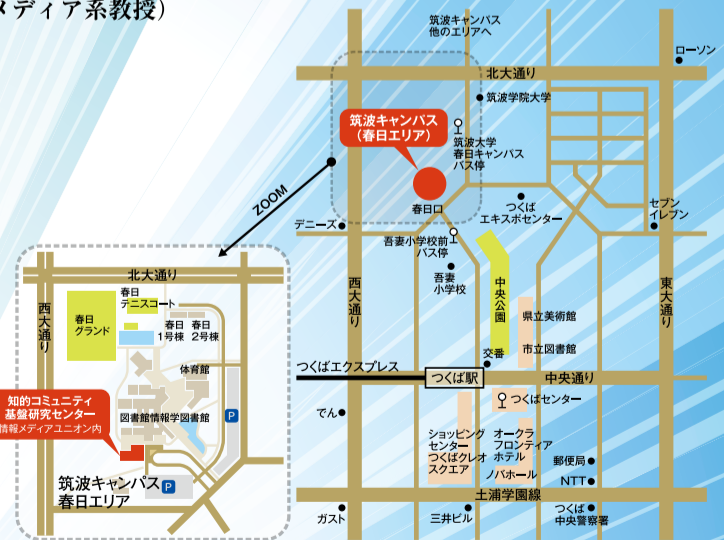 メディア系教授）
筑波キャンパス
他のエリアへ
ローソン
北大通り
筑波学院大学
筑波キャンパス
（春日エリア）
筑波大学
春日キャンパス
バス停
ZOOM
春日口
つくば
エキスポセンター
セブン
イレブン
デニーズ
吾妻小学校前
バス停
吾妻
小学校
西大通り
中央公園
東大通り
県立美術館
市立図書館
交番
つくばエクスプレス
つくば駅
中央通り
つくばセンター
でん
ショッピング
センター
つくばクレオ
スクエア
オークラ
フロンティア
ホテル
ノバホール
郵便局
NTT
土浦学園線
ガスト
三井ビル
つくば
中央警察署
北大通り
西大通り
春日
テニスコート
春日
グランド
春日
1号棟
春日
2号棟
体育館
知的コミュニティ
基盤研究センター
情報メディアユニオン内
図書館情報学図書館
P
筑波キャンパス
春日エリア
P